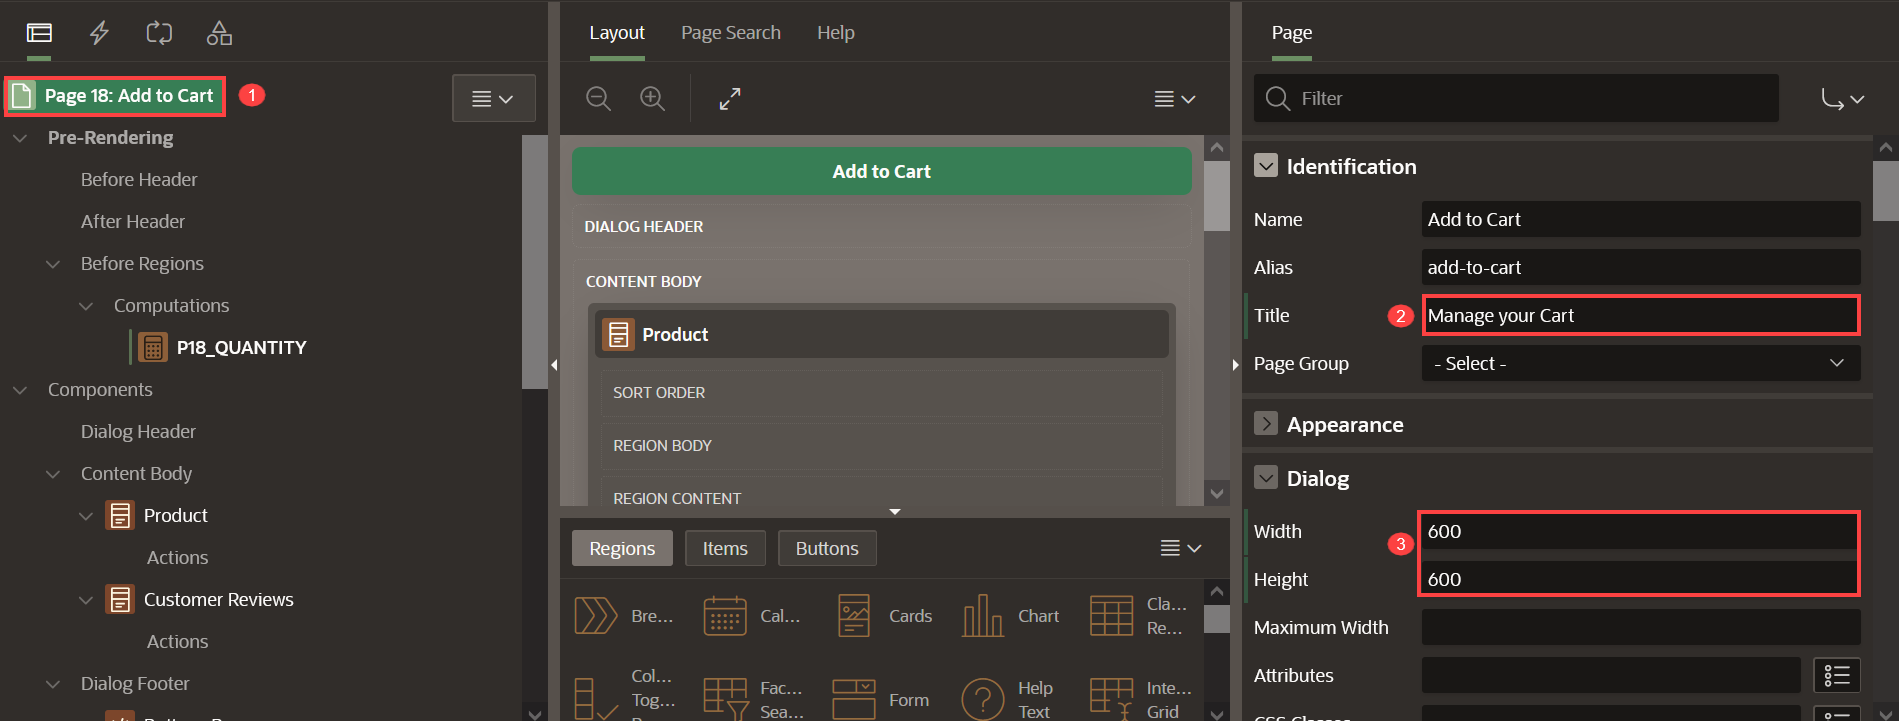 Page 18: Add to Cart
1
Pre-Rendering
Before Header
After Header
Before Regions
Computations
P18_QUANTITY
Components
Dialog Header
Content Body
Product
Actions
Customer Reviews
Actions
Dialog Footer
Layout
Page Search
Help
Add to Cart
DIALOG HEADER
CONTENT BODY
Product
SORT ORDER
REGION BODY
REGION CONTENT
Regions
Items
Buttons
Bre...
Cal...
Cards
Chart
Cla...
Re...
Col...
Tog...
Fac...
Sea...
Form
Help
Text
Inte...
Grid
Page
Filter
Identification
Name
Add to Cart
Alias
add-to-cart
Title
2
Manage your Cart
Page Group
- Select -
Appearance
Dialog
Width
600
3
Height
600
Maximum Width
Attributes
CSS Classes